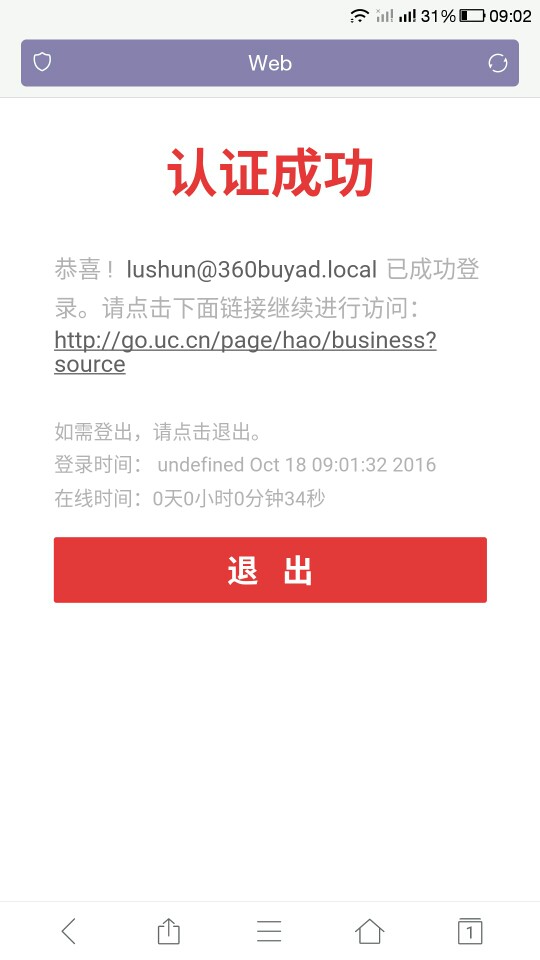 31% 09:02
Web
认证成功
恭喜！lushun@360buyad.local 已成功登
录。请点击下面链接继续进行访问：
http://go.uc.cn/page/hao/business?
source
如需登出，请点击退出。
登录时间： undefined Oct 18 09:01:32 2016
在线时间：0天0小时0分钟34秒
退 出
1